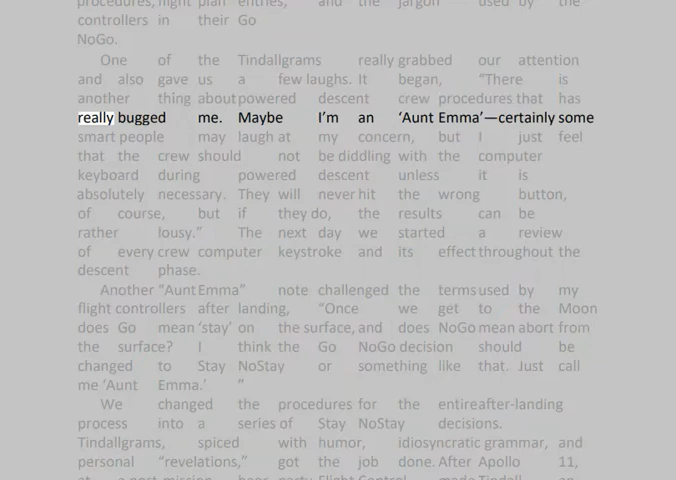 procedures, flight plan entries, and the jargon used by the
controllers in their Go
NoGo.
One of the Tindallgrams really grabbed our attention
and also gave us a few laughs. It began, “There is
another thing about powered descent crew procedures that has
really bugged me. Maybe I’m an ‘Aunt Emma’—certainly some
smart people may laugh at my concern, but I just feel
that the crew should not be diddling with the computer
keyboard during powered descent unless it is
absolutely necessary. They will never hit the wrong button,
of course, but if they do, the results can be
rather lousy.” The next day we started a review
of every crew computer keystroke and its effect throughout the
descent phase.
Another “Aunt Emma” note challenged the terms used by my
flight controllers after landing, “Once we get to the Moon
does Go mean ‘stay’ on the surface, and does NoGo mean abort from
the surface? I think the Go NoGo decision should be
changed to Stay NoStay or something like that. Just call
me ‘Aunt Emma.’ ”
We changed the procedures for the entire after-landing
process into a series of Stay NoStay decisions.
Tindallgrams, spiced with humor, idiosyncratic grammar, and
personal “revelations,” got the job done. After Apollo 11,
at a post-mission beer party Flight Control made Tindall